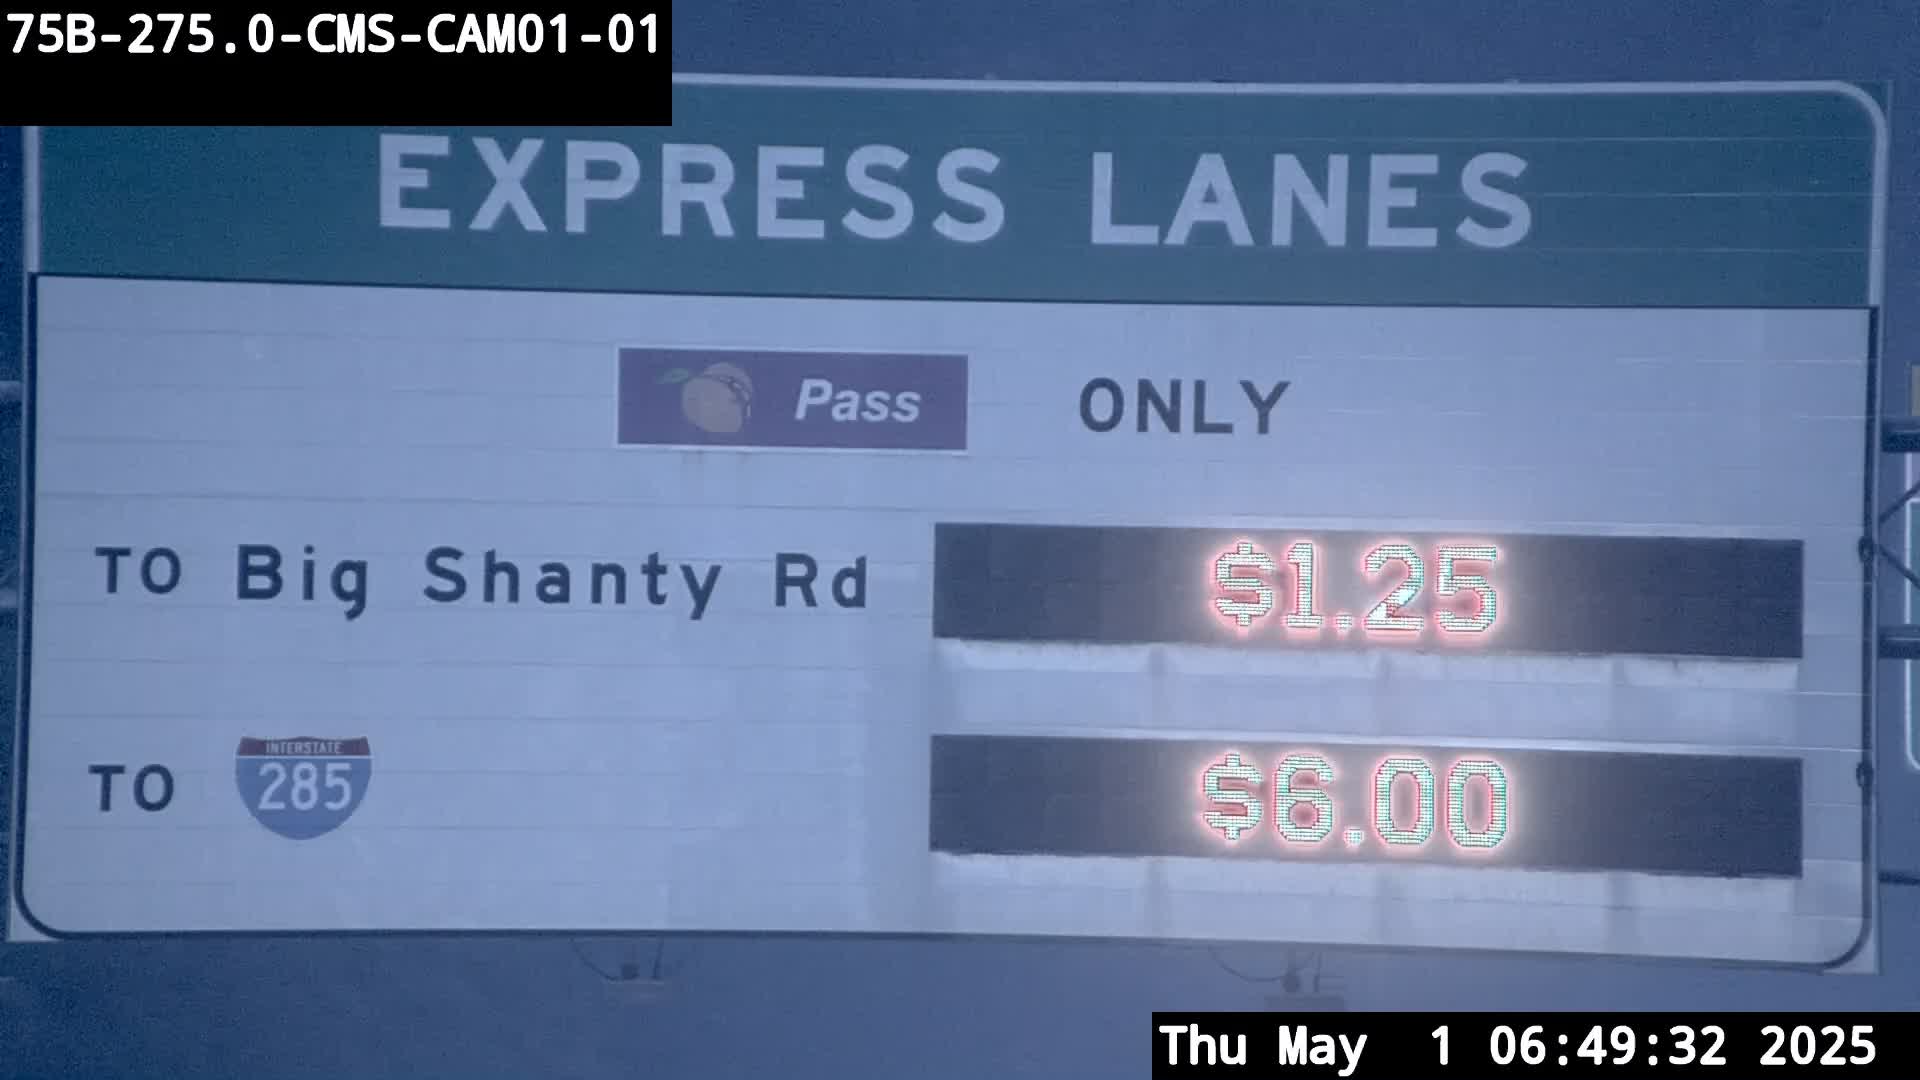 75B-275.0-CMS-CAM01-01
EXPRESS LANES
Pass ONLY
TO Big Shanty Rd $1.25
INTERSTATE
TO 285 $6.00
Thu May 1 06:49:32 2025